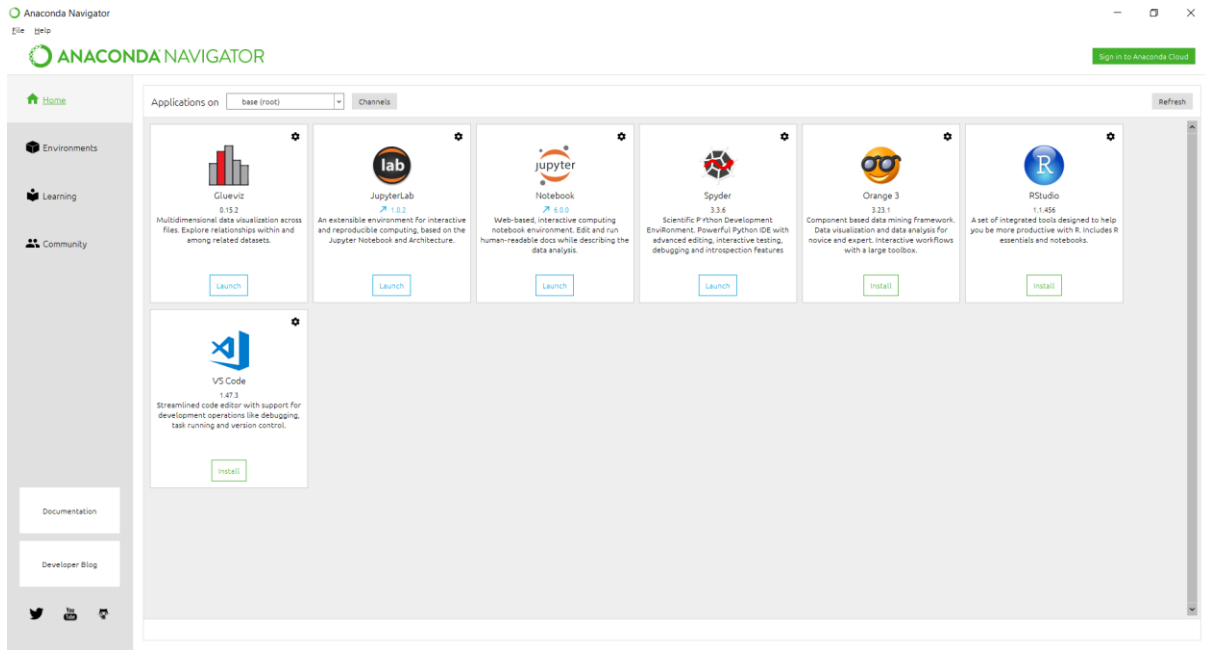 Anaconda Navigator
File Help
ANACONDA NAVIGATOR
Sign in to Anaconda Cloud
Home
Environments
Learning
Community
Documentation
Developer Blog
You
Tube
Applications on base (root) Channels Refresh
Glueviz
0.15.2
Multidimensional data visualization across
files. Explore relationships within and
among related datasets.
Launch
lab
JupyterLab
1.0.2
An extensible environment for interactive
and reproducible computing, based on the
Jupyter Notebook and Architecture.
Launch
jupyter
Notebook
6.0.0
Web-based, interactive computing
notebook environment. Edit and run
human-readable docs while describing the
data analysis.
Launch
Spyder
3.3.6
Scientific PYthon Development
EnviRonment. Powerful Python IDE with
advanced editing, interactive testing,
debugging and introspection features
Launch
Orange 3
3.23.1
Component based data mining framework.
Data visualization and data analysis for
novice and expert. Interactive workflows
with a large toolbox.
Install
R
RStudio
1.1.456
A set of integrated tools designed to help
you be more productive with R. Includes R
essentials and notebooks.
Install
VS Code
1.47.3
Streamlined code editor with support for
development operations like debugging,
task running and version control.
Install